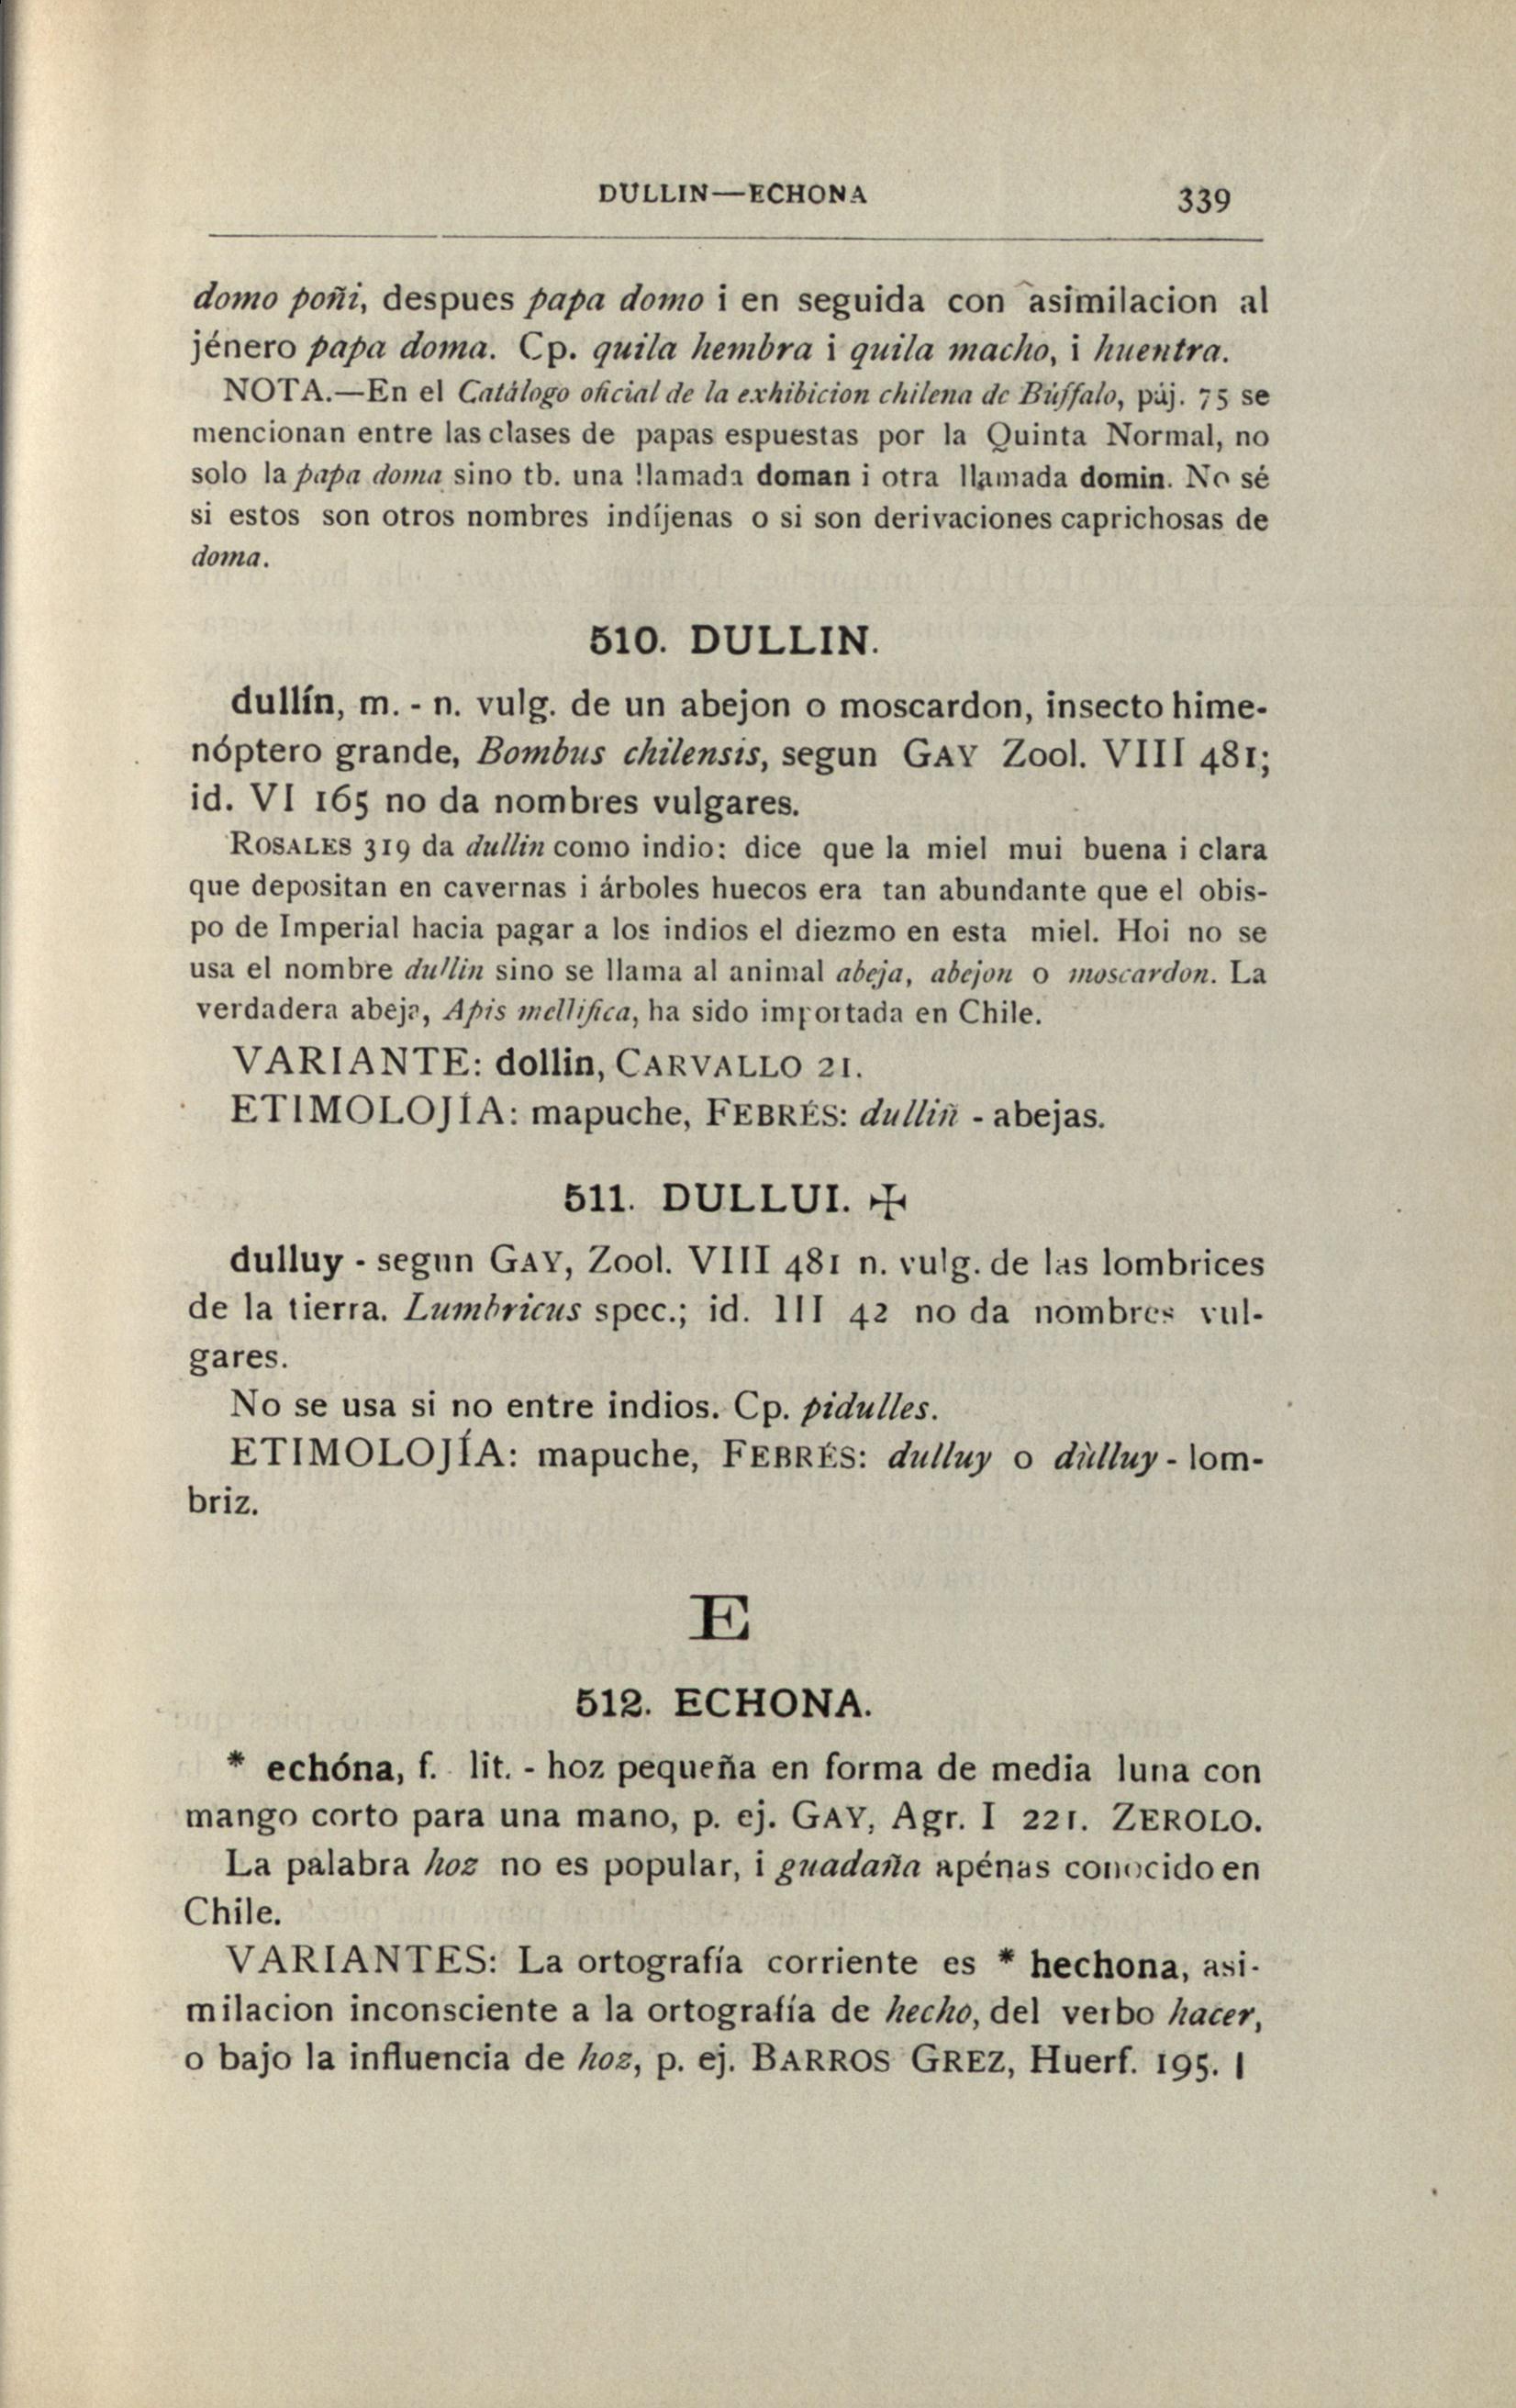 DULLIN—ECHONA 339
domo poñi, despues papa domo i en seguida con asimilacion al
jénero papa doma. Cp. quila hembra i quila macho, i huentra.
NOTA.—En el Catálogo oficial de la exhibicion chilena de Búffalo, páj. 75 se
mencionan entre las clases de papas espuestas por la Quinta Normal, no
solo la papa doma sino tb. una llamada doman i otra llamada domin. No sé
si estos son otros nombres indíjenas o si son derivaciones caprichosas de
doma.
510. DULLIN.
dullín, m. - n. vulg. de un abejon o moscardon, insecto hime-
nóptero grande, Bombus chilensis, segun GAY Zool. VIII 481;
id. VI 165 no da nombres vulgares.
ROSALES 319 da dullin como indio: dice que la miel mui buena i clara
que depositan en cavernas i árboles huecos era tan abundante que el obis-
po de Imperial hacia pagar a los indios el diezmo en esta miel. Hoi no se
usa el nombre dullin sino se llama al animal abeja, abejon o moscardon. La
verdadera abeja, Apis mellifica, ha sido importada en Chile.
VARIANTE: dollin, CARVALLO 21.
ETIMOLOJÍA: mapuche, FEBRÉS: dulliñ - abejas.
511. DULLUI. ✠
dulluy - segun GAY, Zool. VIII 481 n. vulg. de las lombrices
de la tierra. Lumbricus spec.; id. III 42 no da nombres vul-
gares.
No se usa si no entre indios. Cp. pidulles.
ETIMOLOJÍA: mapuche, FEBRÉS: dulluy o dùlluy - lom-
briz.
E
512. ECHONA.
* echóna, f. lit. - hoz pequeña en forma de media luna con
mango corto para una mano, p. ej. GAY, Agr. I 221. ZEROLO.
La palabra hoz no es popular, i guadaña apénas conocido en
Chile.
VARIANTES: La ortografía corriente es * hechona, asi-
milacion inconsciente a la ortografía de hecho, del verbo hacer,
o bajo la influencia de hoz, p. ej. BARROS GREZ, Huerf. 195. |